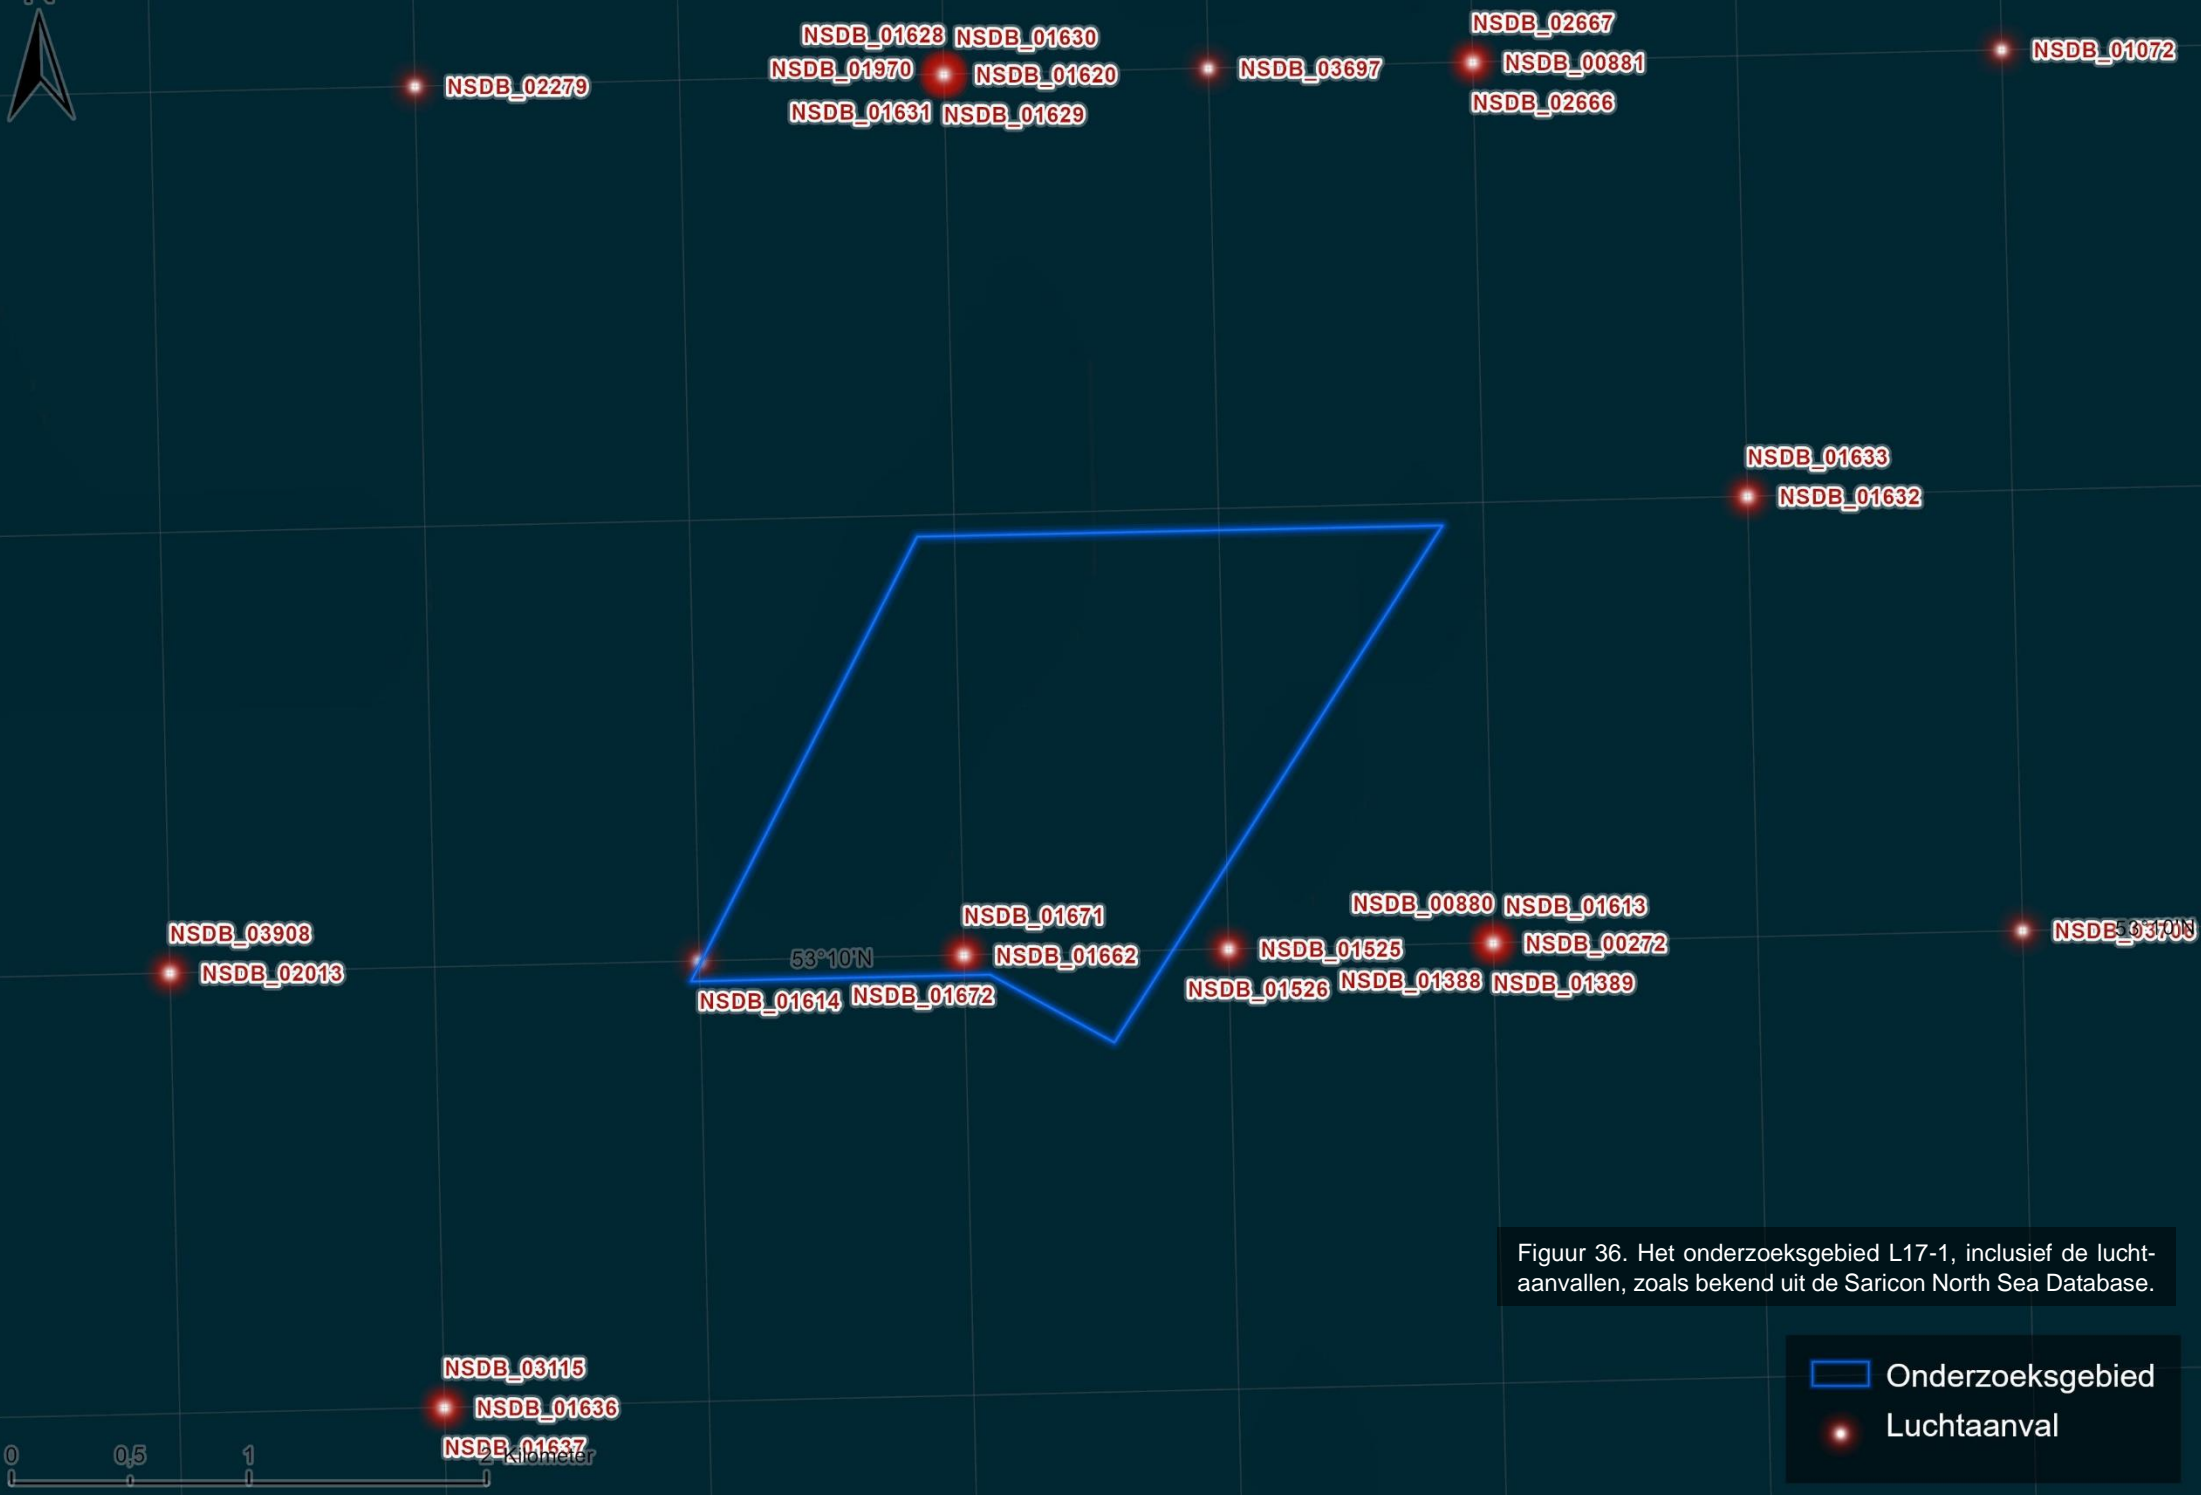 NSDB_02667
NSDB_01628 NSDB_01630
NSDB_01072
NSDB_00881
NSDB_01970 NSDB_01620 NSDB_03697
NSDB_02279
NSDB_02666
NSDB_01631 NSDB_01629
NSDB_01633
NSDB_01632
NSDB_00880 NSDB_01613
NSDB_01671
NSDB_03908
53°10'N
NSDB_00272
NSDB_01525
NSDB_01662
53°10'N
NSDB_02013
NSDB_01388 NSDB_01389
NSDB_01526
NSDB_01672
NSDB_01614
Figuur 36. Het onderzoeksgebied L17-1, inclusief de lucht-
aanvallen, zoals bekend uit de Saricon North Sea Database.
NSDB_03115
Onderzoeksgebied
NSDB_01636
Luchtaanval
NSDB_01637
0 0,5 1 2 Kilometer